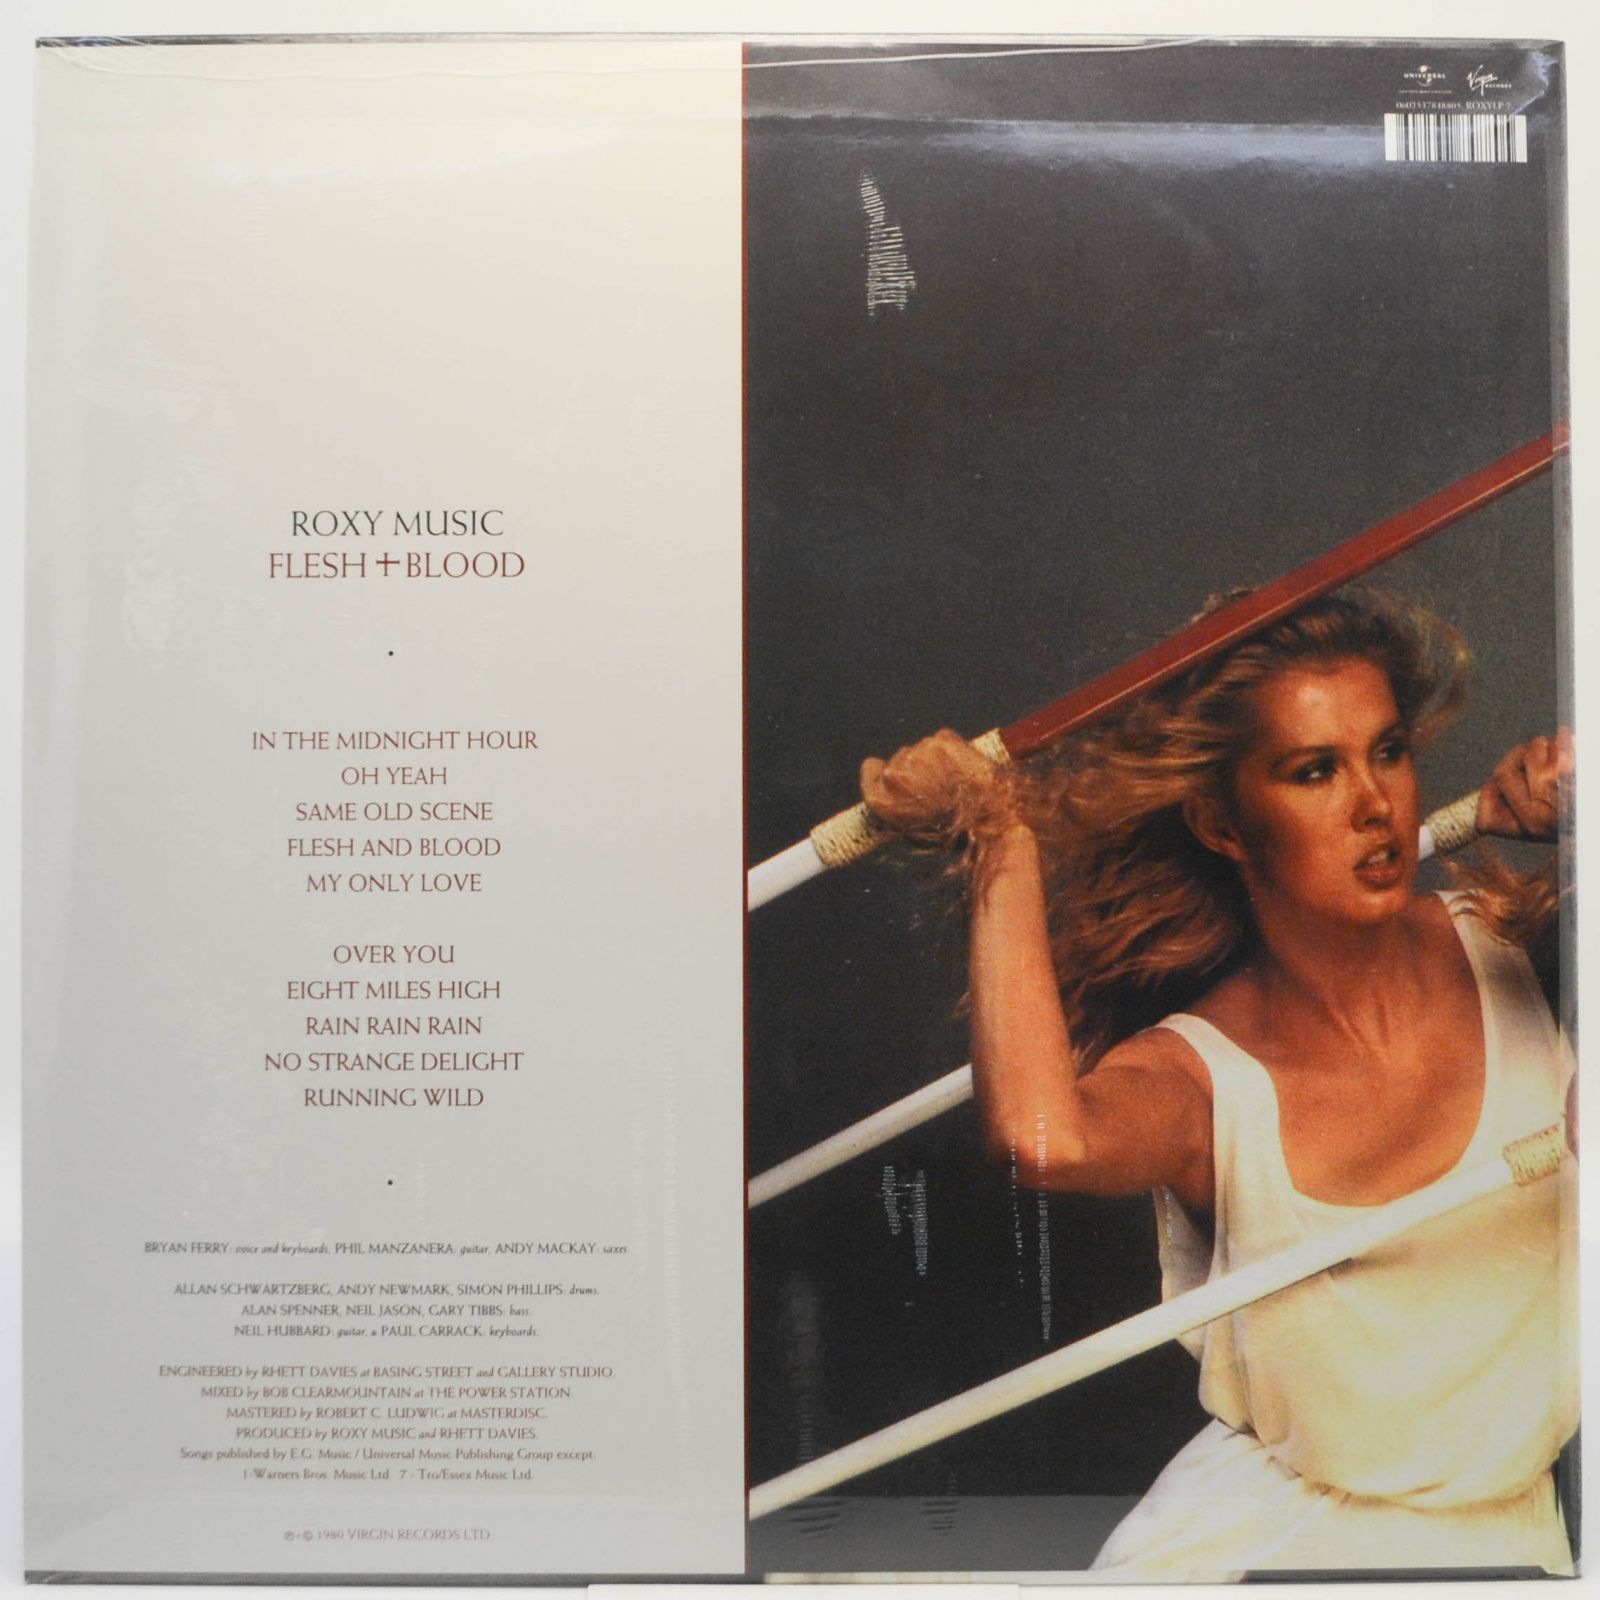 ROXY MUSIC
FLESH + BLOOD
IN THE MIDNIGHT HOUR
OH YEAH
SAME OLD SCENE
FLESH AND BLOOD
MY ONLY LOVE
OVER YOU
EIGHT MILES HIGH
RAIN RAIN RAIN
NO STRANGE DELIGHT
RUNNING WILD
BRYAN FERRY: voice and keyboards, PHIL MANZANERA: guitar, ANDY MACKAY: saxes.
ALLAN SCHWARTZBERG, ANDY NEWMARK, SIMON PHILLIPS: drums.
ALAN SPENNER, NEIL JASON, GARY TIBBS: bass.
NEIL HUBBARD: guitar, & PAUL CARRACK: keyboards.
ENGINEERED by RHETT DAVIES at BASING STREET and GALLERY STUDIO.
MIXED by BOB CLEARMOUNTAIN at THE POWER STATION.
MASTERED by ROBERT C. LUDWIG at MASTERDISC.
PRODUCED by ROXY MUSIC and RHETT DAVIES.
Songs published by E.G. Music / Universal Music Publishing Group except:
1-Warners Bros. Music Ltd. 7 - Tro/Essex Music Ltd.
℗+© 1980 VIRGIN RECORDS LTD
UNIVERSAL
Virgin
RECORDS
0602537848805, ROXYLP 7